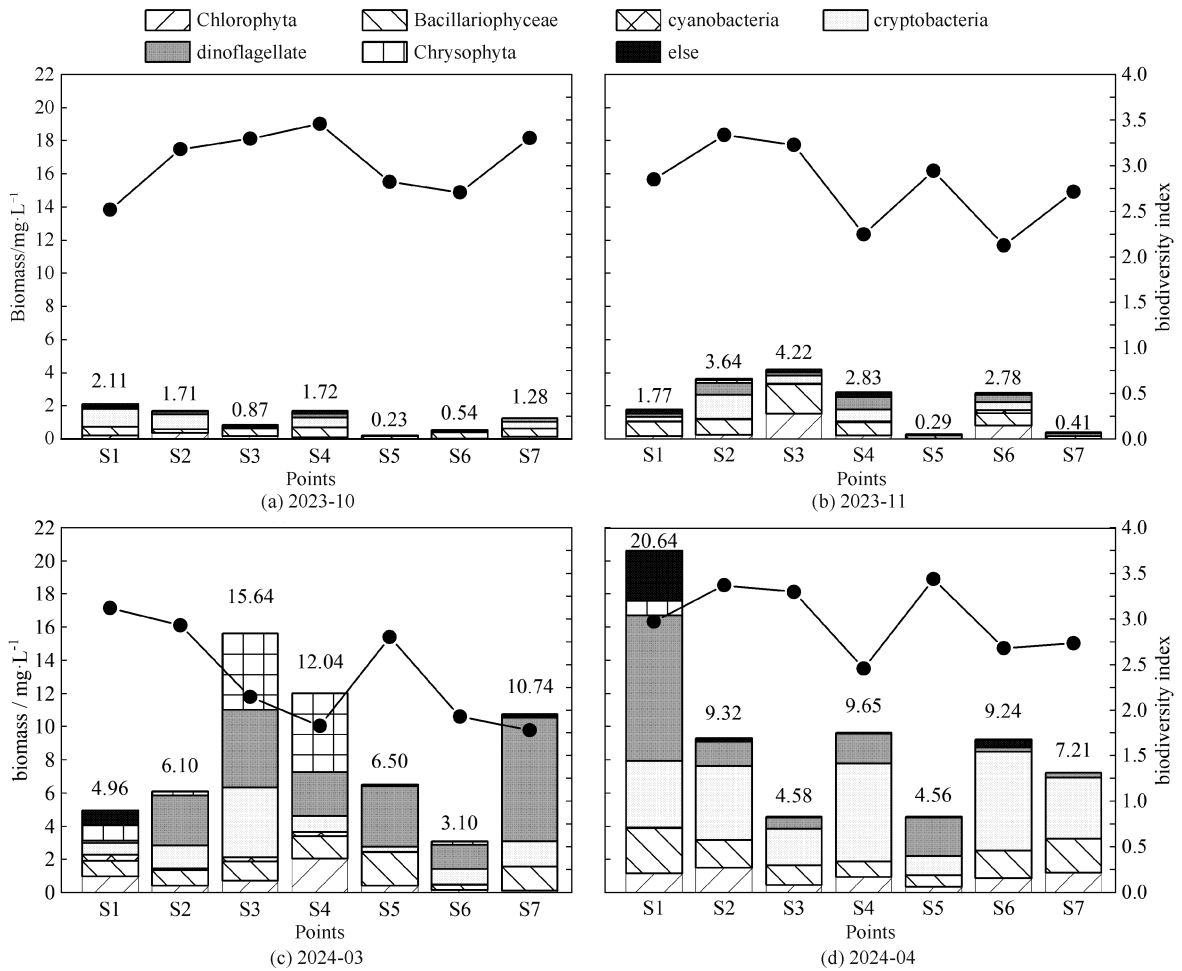 Chlorophyta Bacillariophyceae cyanobacteria cryptobacteria
dinoflagellate Chrysophyta else
22
20
18
16
14
12
10
8
6
4
2
0
Biomass/mg·L⁻¹
2.11 1.71 0.87 1.72 0.23 0.54 1.28
S1 S2 S3 S4 S5 S6 S7
Points
(a) 2023-10
4.0
3.5
3.0
2.5
2.0
1.5
1.0
0.5
0.0
biodiversity index
1.77 3.64 4.22 2.83 0.29 2.78 0.41
S1 S2 S3 S4 S5 S6 S7
Points
(b) 2023-11
22
20
18
16
14
12
10
8
6
4
2
0
biomass / mg·L⁻¹
4.96 6.10 15.64 12.04 6.50 3.10 10.74
S1 S2 S3 S4 S5 S6 S7
Points
(c) 2024-03
4.0
3.5
3.0
2.5
2.0
1.5
1.0
0.5
0.0
biodiversity index
20.64 9.32 4.58 9.65 4.56 9.24 7.21
S1 S2 S3 S4 S5 S6 S7
Points
(d) 2024-04